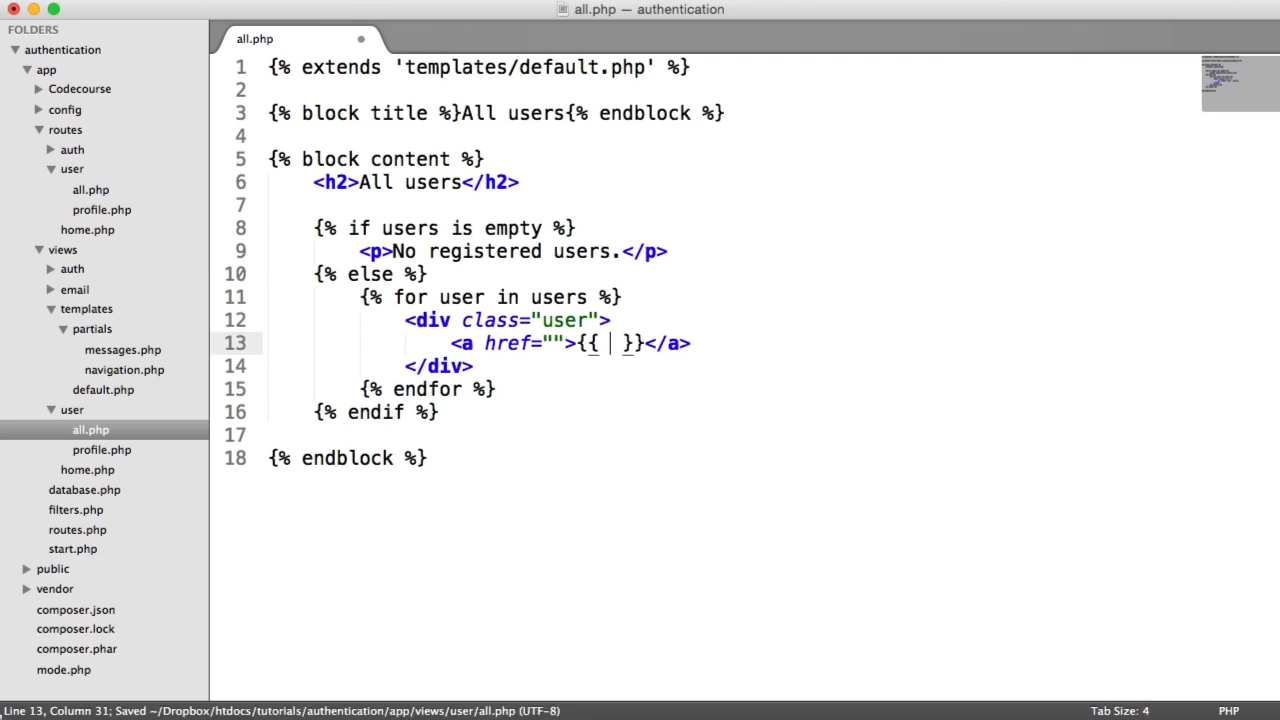 all.php — authentication
FOLDERS
authentication
app
Codecourse
config
routes
auth
user
all.php
profile.php
home.php
views
auth
email
templates
partials
messages.php
navigation.php
default.php
user
all.php
profile.php
home.php
database.php
filters.php
routes.php
start.php
public
vendor
composer.json
composer.lock
composer.phar
mode.php
all.php
1 {% extends 'templates/default.php' %}
2
3 {% block title %}All users{% endblock %}
4
5 {% block content %}
6 <h2>All users</h2>
7
8 {% if users is empty %}
9 <p>No registered users.</p>
10 {% else %}
11 {% for user in users %}
12 <div class="user">
13 <a href="">{{ }}</a>
14 </div>
15 {% endfor %}
16 {% endif %}
17
18 {% endblock %}
Line 13, Column 31; Saved ~/Dropbox/htdocs/tutorials/authentication/app/views/user/all.php (UTF-8)
Tab Size: 4
PHP